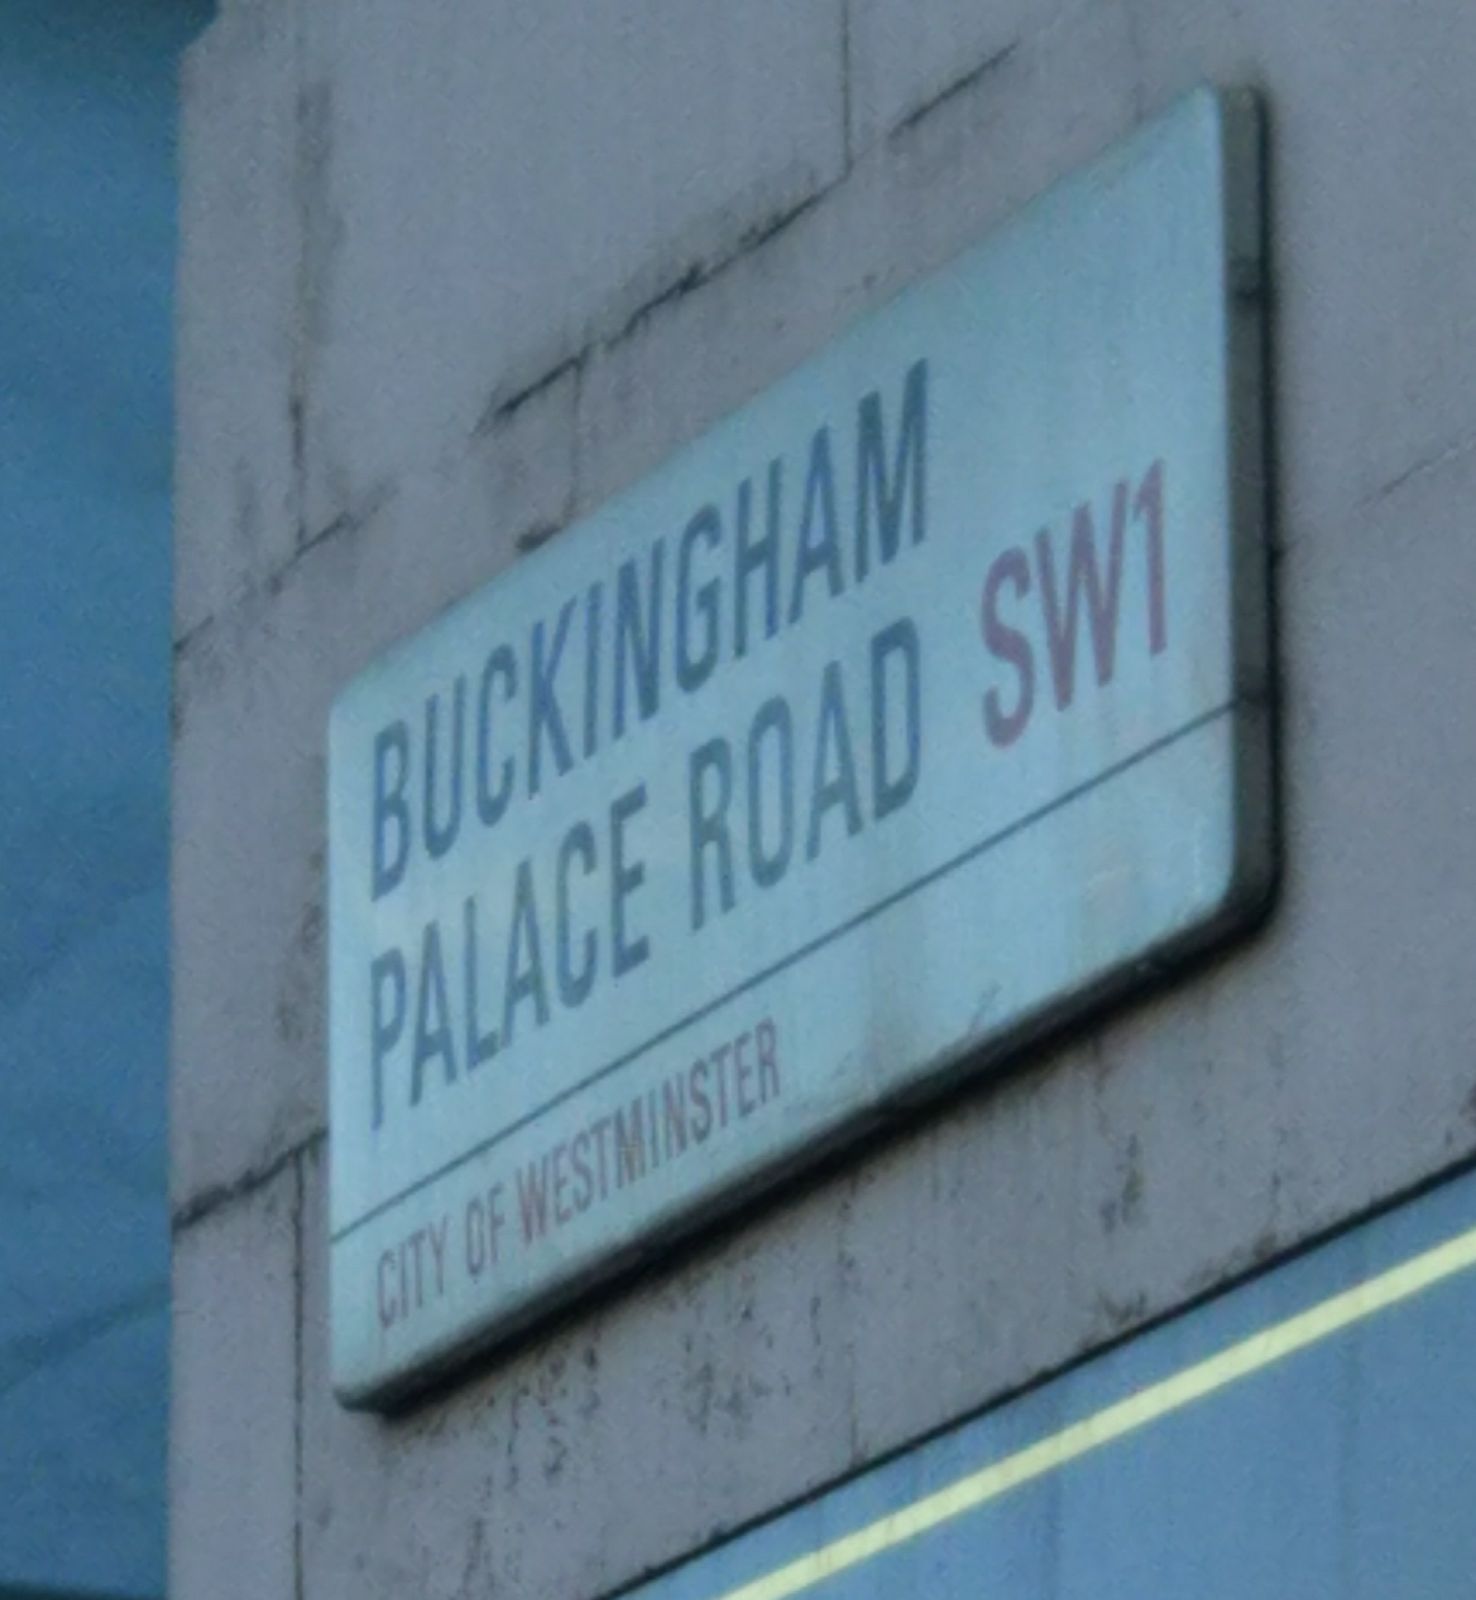 BUCKINGHAM
PALACE ROAD SW1
CITY OF WESTMINSTER